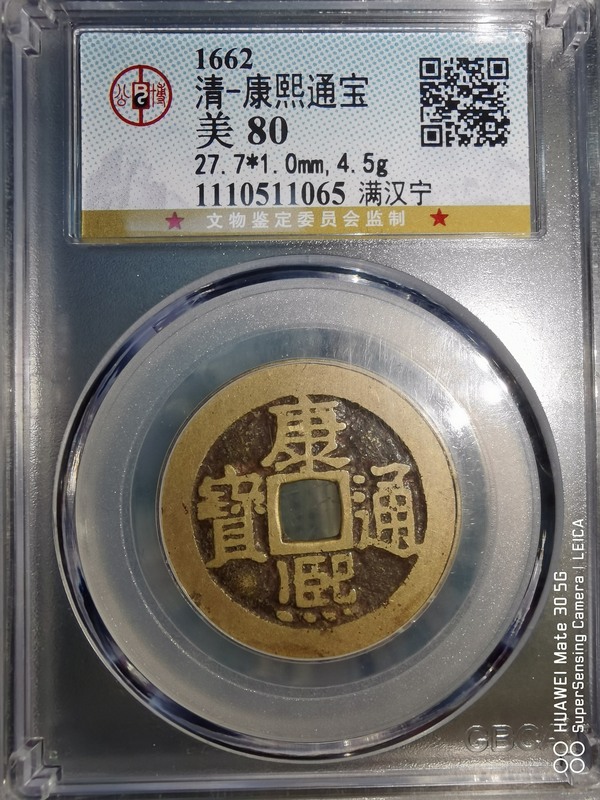 1662
清-康熙通宝
美 80
27.7*1.0mm,4.5g
1110511065 满汉宁
文物鉴定委员会监制
康熙通寶
GBC
HUAWEI Mate 30 5G
SuperSensing Camera | LEICA